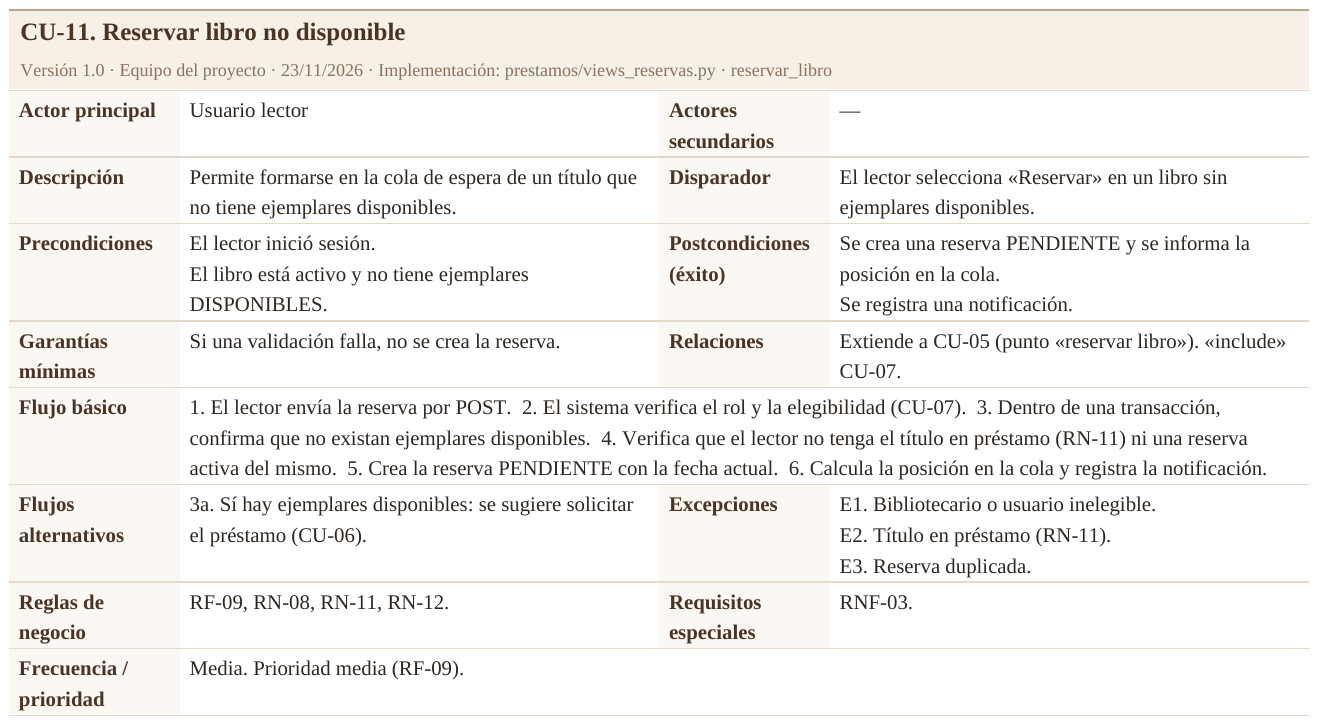 CU-11. Reservar libro no disponible
Versión 1.0 · Equipo del proyecto · 23/11/2026 · Implementación: prestamos/views_reservas.py · reservar_libro
Actor principal
Usuario lector
Actores
secundarios
—
Descripción
Permite formarse en la cola de espera de un título que
no tiene ejemplares disponibles.
Disparador
El lector selecciona «Reservar» en un libro sin
ejemplares disponibles.
Precondiciones
El lector inició sesión.
El libro está activo y no tiene ejemplares
DISPONIBLES.
Postcondiciones
(éxito)
Se crea una reserva PENDIENTE y se informa la
posición en la cola.
Se registra una notificación.
Garantías
mínimas
Si una validación falla, no se crea la reserva.
Relaciones
Extiende a CU-05 (punto «reservar libro»). «include»
CU-07.
Flujo básico
1. El lector envía la reserva por POST. 2. El sistema verifica el rol y la elegibilidad (CU-07). 3. Dentro de una transacción,
confirma que no existan ejemplares disponibles. 4. Verifica que el lector no tenga el título en préstamo (RN-11) ni una reserva
activa del mismo. 5. Crea la reserva PENDIENTE con la fecha actual. 6. Calcula la posición en la cola y registra la notificación.
Flujos
alternativos
3a. Sí hay ejemplares disponibles: se sugiere solicitar
el préstamo (CU-06).
Excepciones
E1. Bibliotecario o usuario inelegible.
E2. Título en préstamo (RN-11).
E3. Reserva duplicada.
Reglas de
negocio
RF-09, RN-08, RN-11, RN-12.
Requisitos
especiales
RNF-03.
Frecuencia /
prioridad
Media. Prioridad media (RF-09).